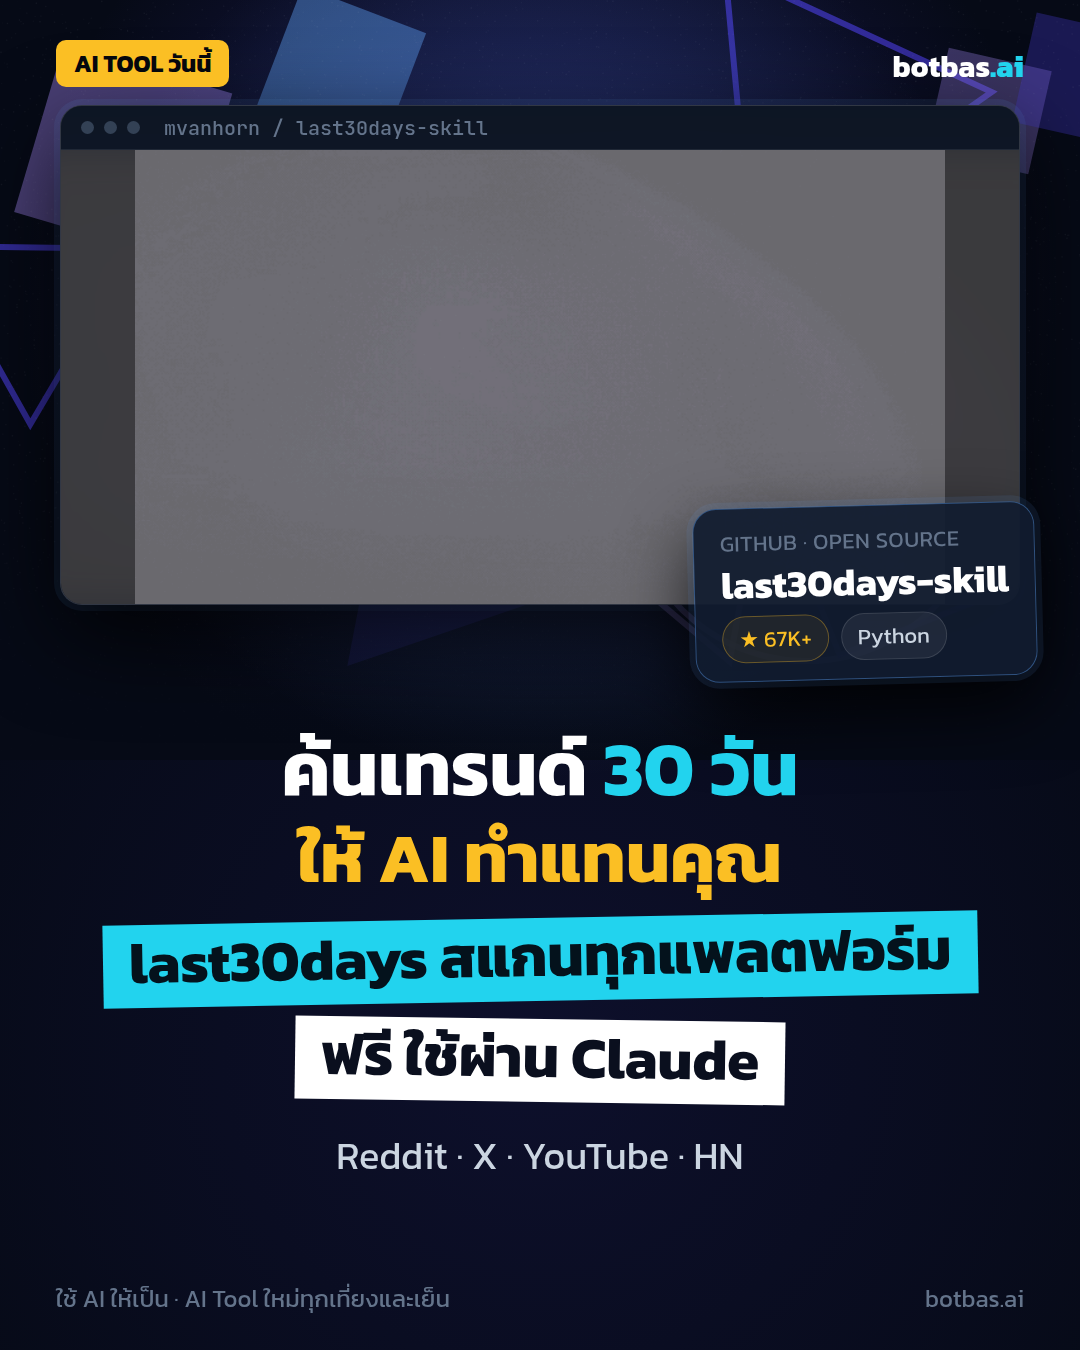 AI TOOL วันนี้
botbas.ai
mvanhorn / last30days-skill
GITHUB · OPEN SOURCE
last30days-skill
★ 67K+ Python
ค้นเทรนด์ 30 วัน
ให้ AI ทำแทนคุณ
last30days สแกนทุกแพลตฟอร์ม
ฟรี ใช้ผ่าน Claude
Reddit · X · YouTube · HN
ใช้ AI ให้เป็น · AI Tool ใหม่ทุกเที่ยงและเย็น
botbas.ai